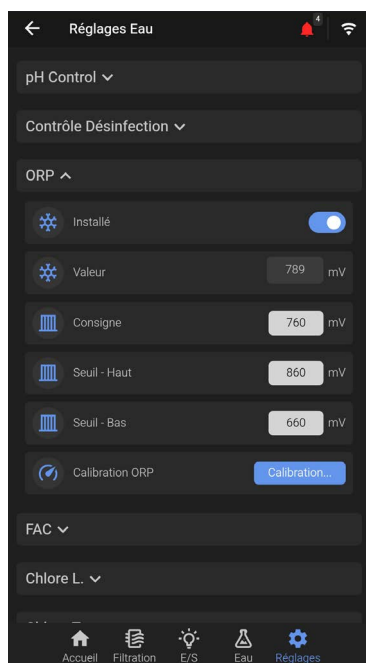 Réglages Eau 4
pH Control
Contrôle Désinfection
ORP
Installé
Valeur 789 mV
Consigne 760 mV
Seuil - Haut 860 mV
Seuil - Bas 660 mV
Calibration ORP Calibration...
FAC
Chlore L.
Accueil Filtration E/S Eau Réglages